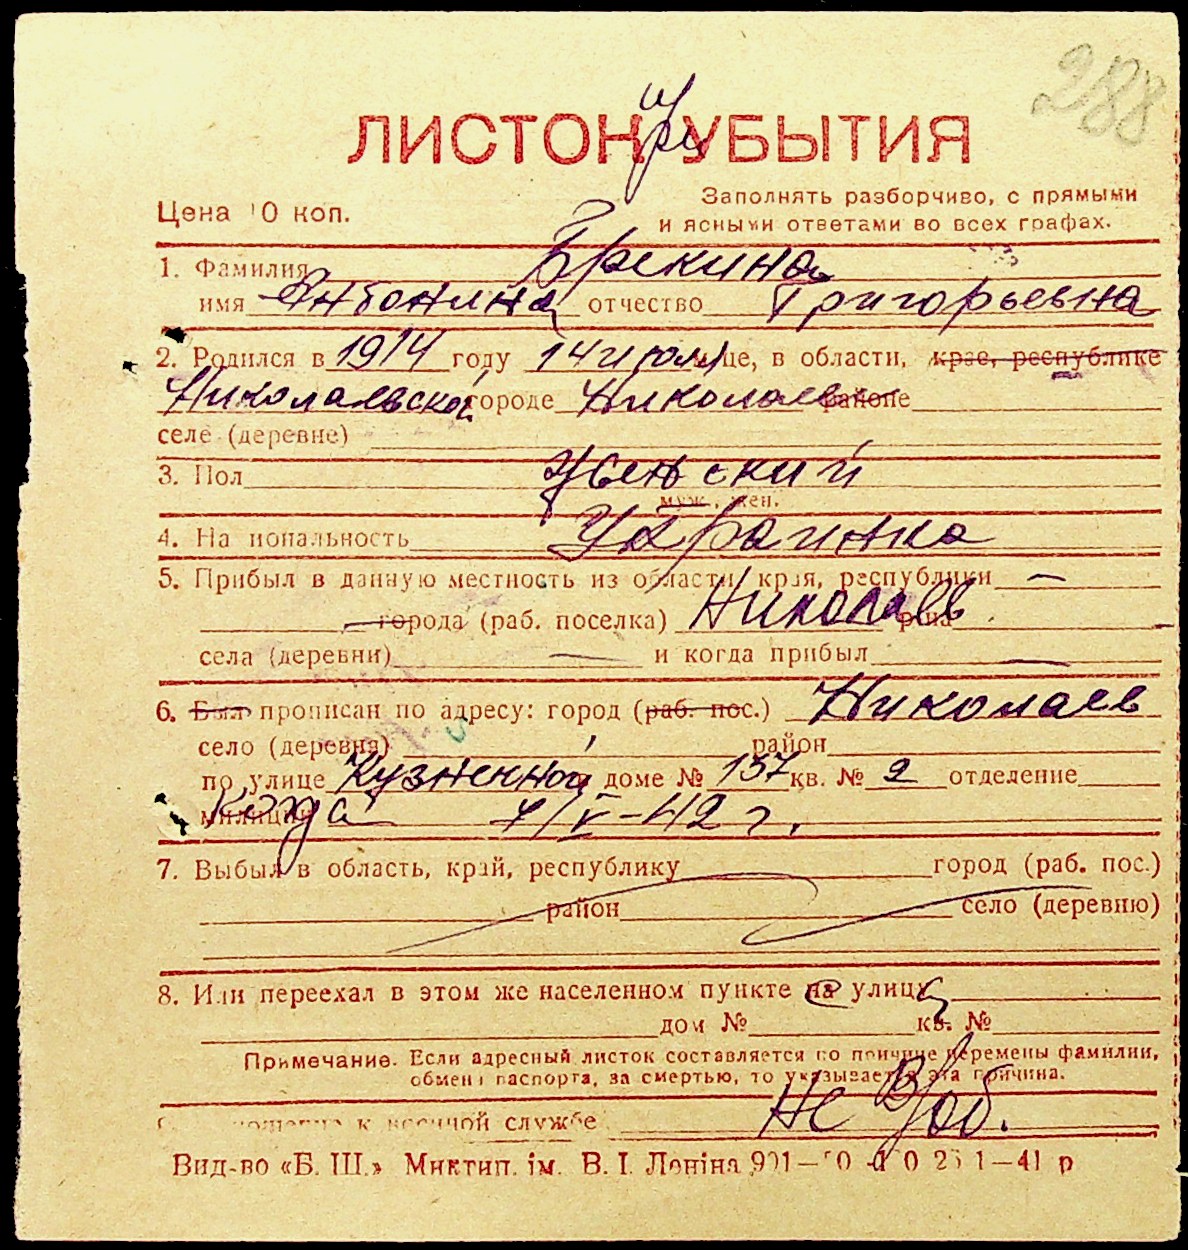 288
ЛИСТОК УБЫТИЯ
при
Цена 10 коп.
Заполнять разборчиво, с прямыми
и ясными ответами во всех графах.
1. Фамилия
имя Антонина отчество Григорьевна
2. Родился в 1914 году 14 июля м-це, в области, крае, республике
Николаевской городе Николаев районе
селе (деревне)
3. Пол Женский
муж., жен.
4. Национальность Украинка
5. Прибыл в данную местность из области, края, республики —
города (раб. поселка) Николаев р-на
села (деревни) — и когда прибыл —
6. Был прописан по адресу: город (раб. пос.) Николаев
село (деревня) район
по улице Кузнечной доме № 157 кв. № 2 отделение
милиции Когда 7/V-42 г.
7. Выбыл в область, край, республику город (раб. пос.)
район село (деревню)
8. Или переехал в этом же населенном пункте на улицу
дом № кв. №
Примечание. Если адресный листок составляется по причине перемены фамилии,
обмена паспорта, за смертью, то указывается эта причина.
к военной службе Не в/об.
Вид-во «Б. Ш.» Миктип. ім. В. І. Леніна 1—41 р